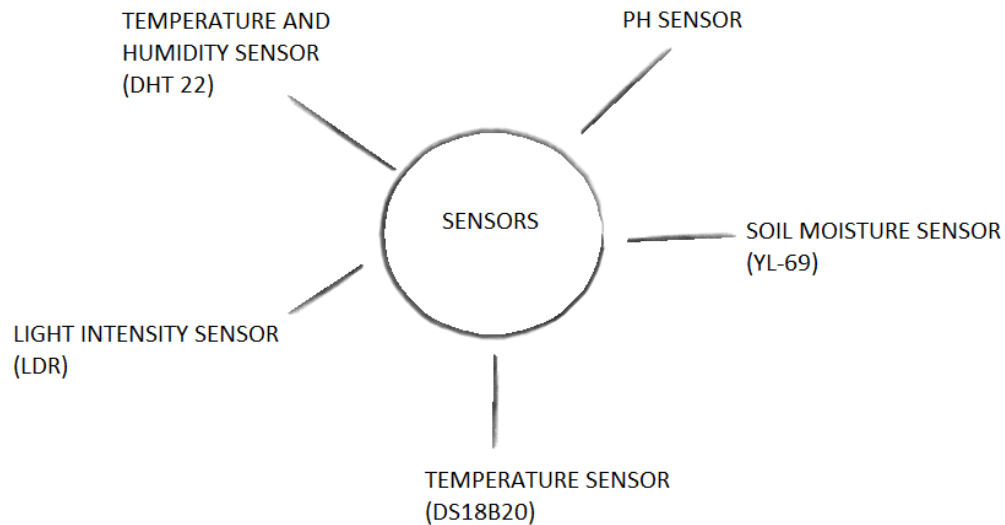 TEMPERATURE AND
HUMIDITY SENSOR
(DHT 22)
PH SENSOR
SENSORS
SOIL MOISTURE SENSOR
(YL-69)
LIGHT INTENSITY SENSOR
(LDR)
TEMPERATURE SENSOR
(DS18B20)